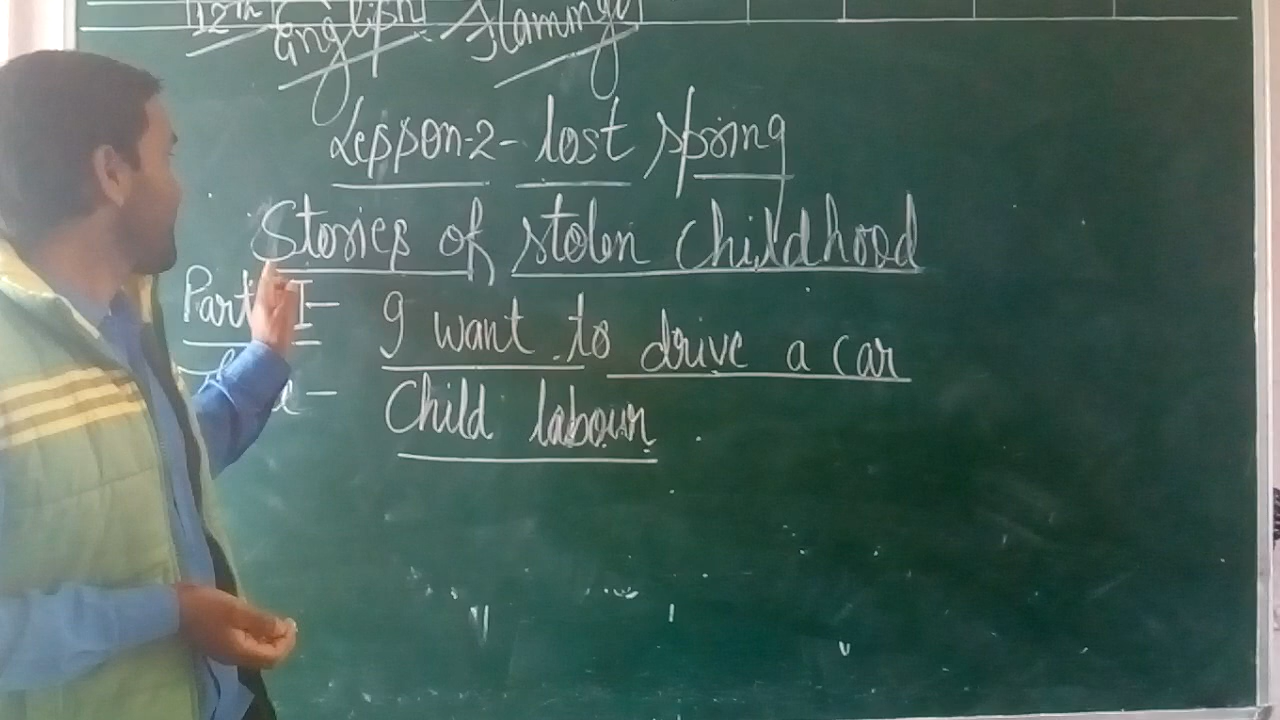 12th English Flamingo
Lesson-2- lost spring
Stories of stolen childhood
Part I- I want to drive a car
- Child labour